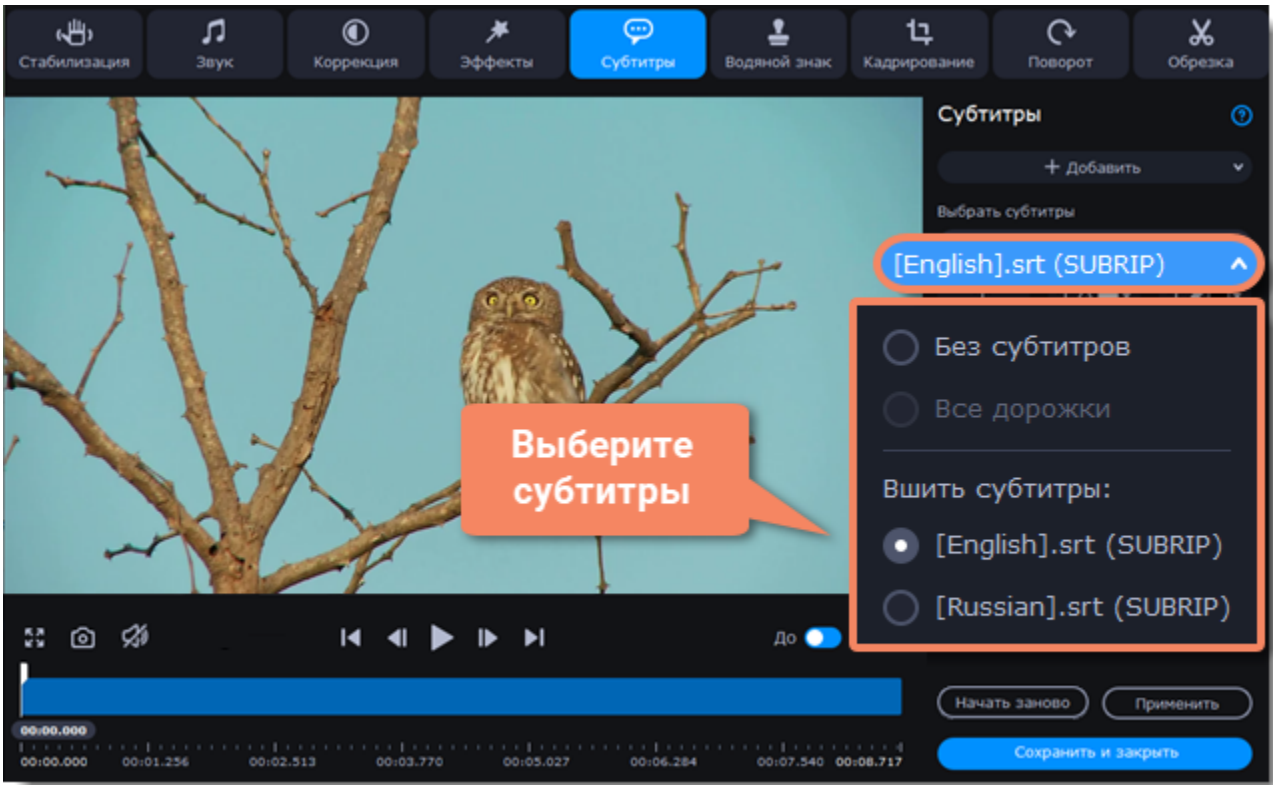 Стабилизация
Звук
Коррекция
Эффекты
Субтитры
Водяной знак
Кадрирование
Поворот
Обрезка
Субтитры
?
+ Добавить
Выбрать субтитры
[English].srt (SUBRIP)
Без субтитров
Все дорожки
Вшить субтитры:
[English].srt (SUBRIP)
[Russian].srt (SUBRIP)
Выберите
субтитры
До
00:00.000
00:00.000 00:01.256 00:02.513 00:03.770 00:05.027 00:06.284 00:07.540 00:08.717
Начать заново
Применить
Сохранить и закрыть